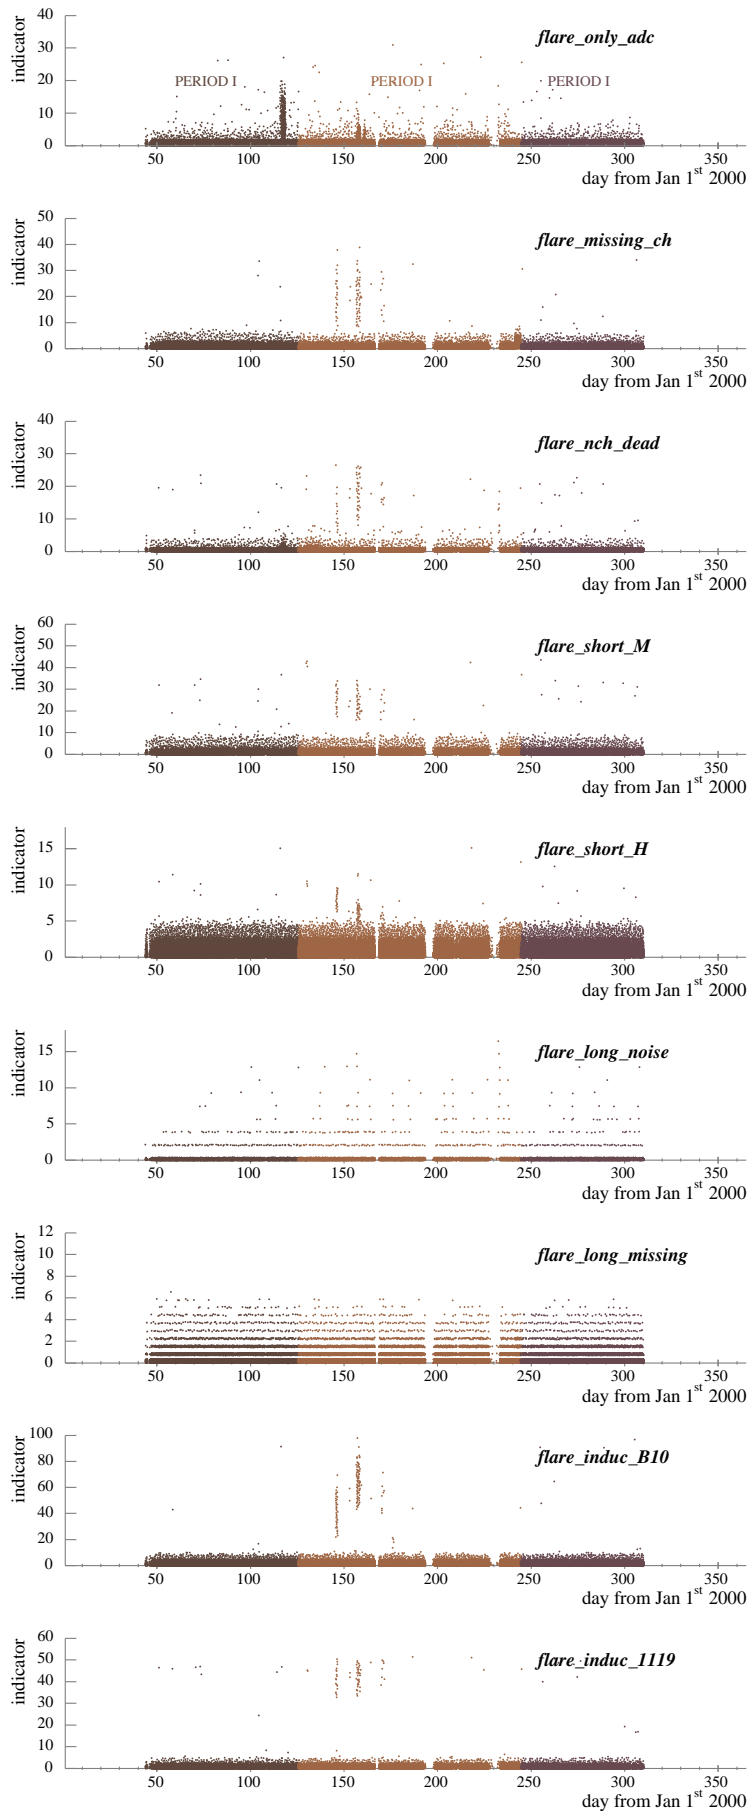 indicator
40
flare_only_adc
30
20
PERIOD I PERIOD I PERIOD I
10
0
50 100 150 200 250 300 350
day from Jan 1st 2000
indicator
50
flare_missing_ch
40
30
20
10
0
50 100 150 200 250 300 350
day from Jan 1st 2000
indicator
40
flare_nch_dead
30
20
10
0
50 100 150 200 250 300 350
day from Jan 1st 2000
indicator
60
flare_short_M
50
40
30
20
10
0
50 100 150 200 250 300 350
day from Jan 1st 2000
indicator
flare_short_H
15
10
5
0
50 100 150 200 250 300 350
day from Jan 1st 2000
indicator
flare_long_noise
15
10
5
0
50 100 150 200 250 300 350
day from Jan 1st 2000
indicator
12
flare_long_missing
10
8
6
4
2
0
50 100 150 200 250 300 350
day from Jan 1st 2000
indicator
100
flare_induc_B10
80
60
40
20
0
50 100 150 200 250 300 350
day from Jan 1st 2000
indicator
60
flare_induc_1119
50
40
30
20
10
0
50 100 150 200 250 300 350
day from Jan 1st 2000